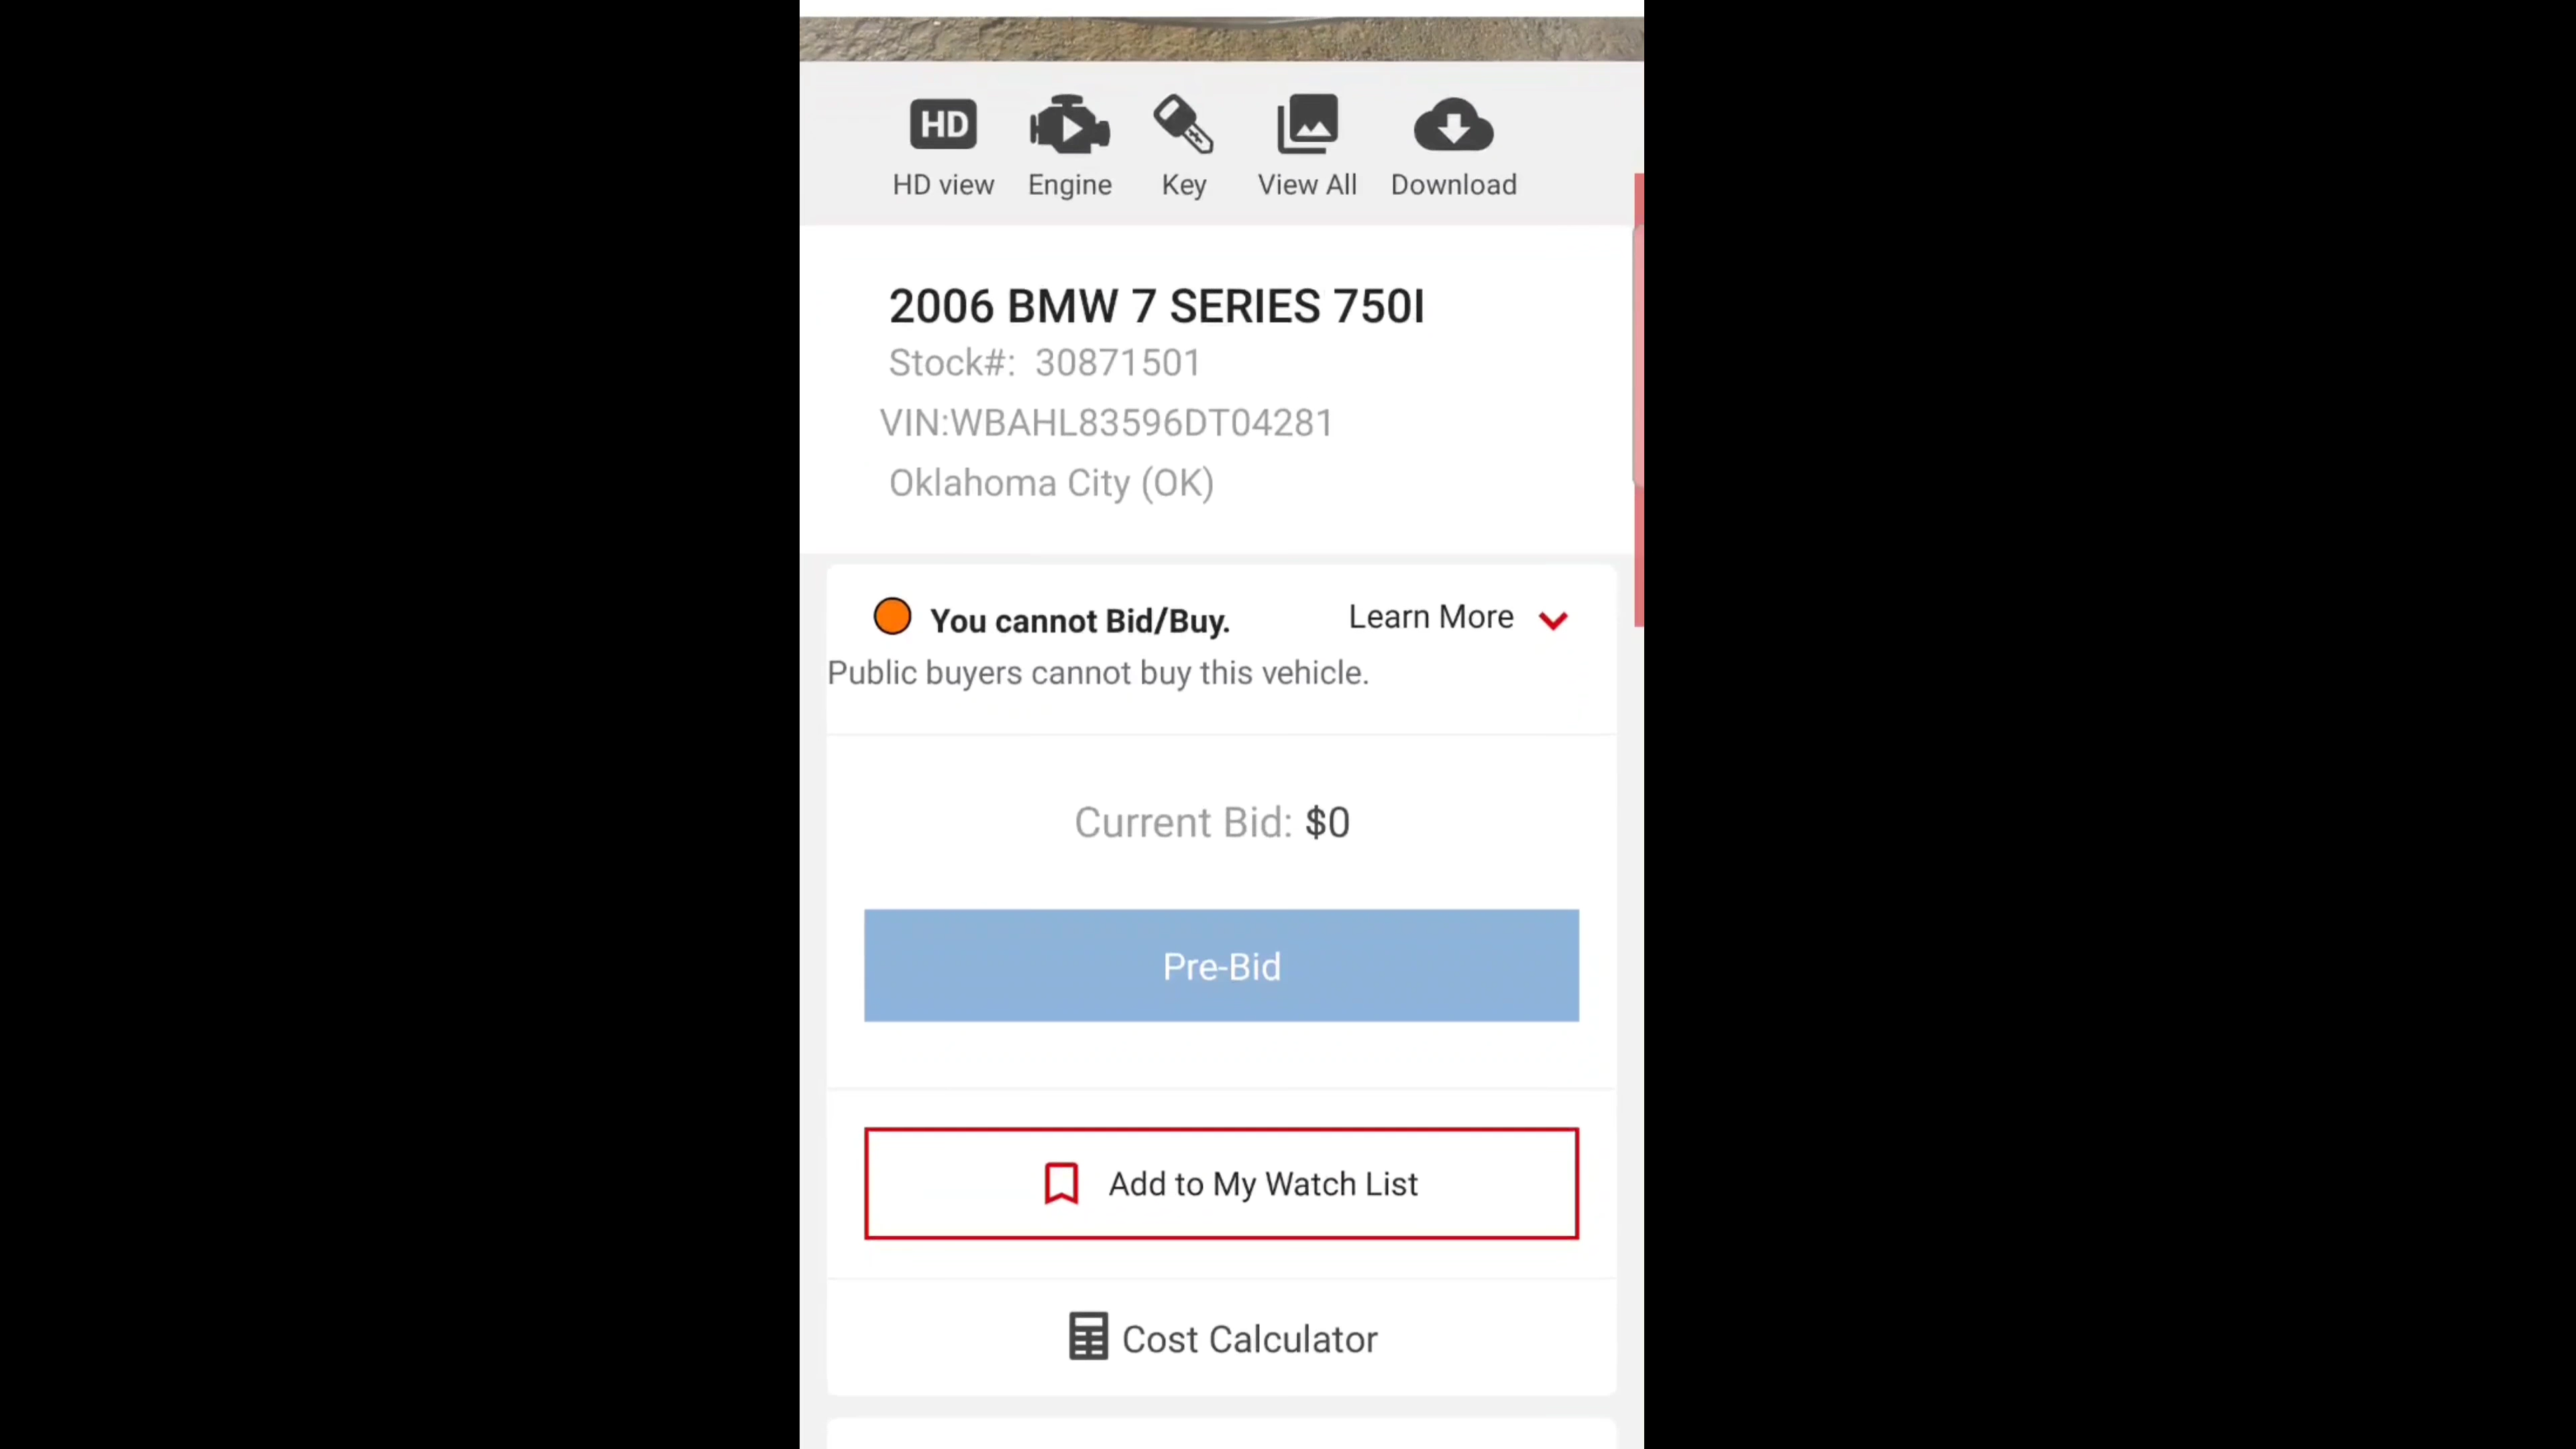 HD
HD view
Engine
Key
View All
Download
2006 BMW 7 SERIES 750I
Stock#: 30871501
VIN:WBAHL83596DT04281
Oklahoma City (OK)
You cannot Bid/Buy.
Learn More
Public buyers cannot buy this vehicle.
Current Bid: $0
Pre-Bid
Add to My Watch List
Cost Calculator